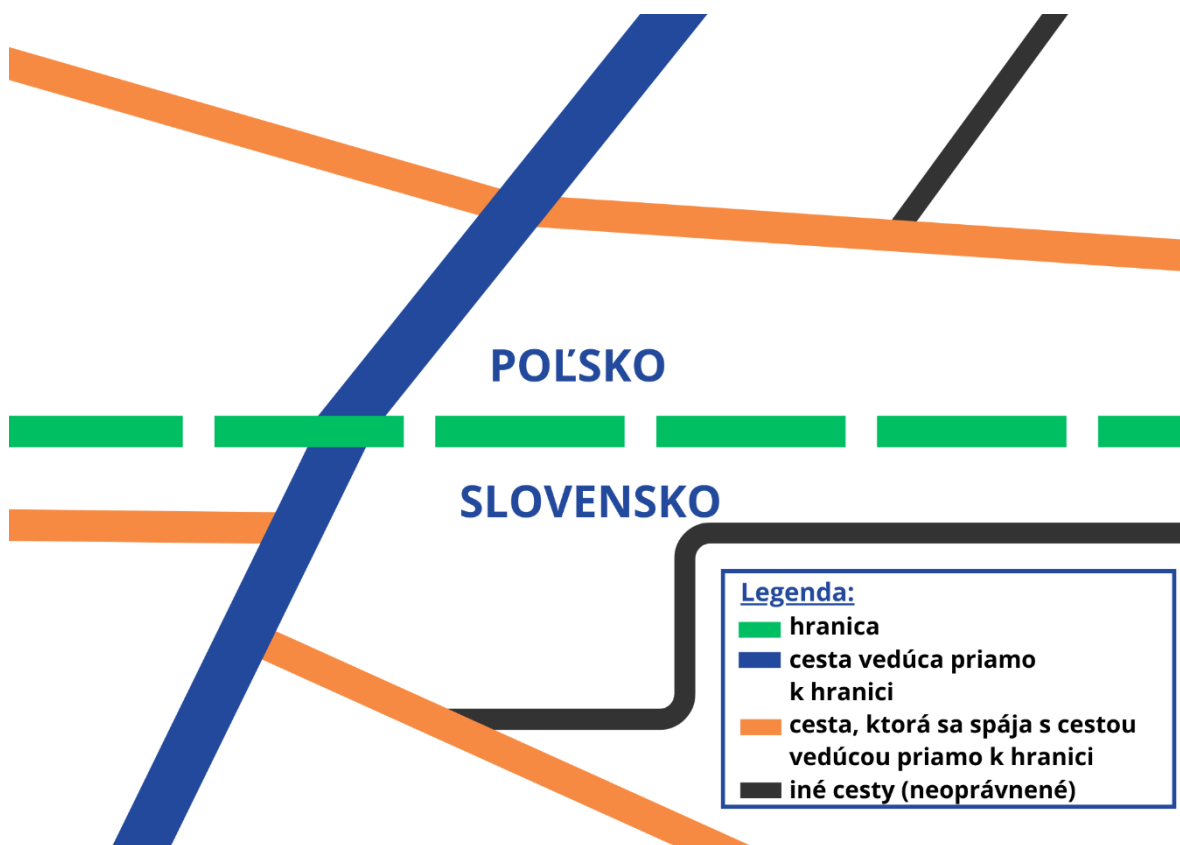 POĽSKO
SLOVENSKO
Legenda:
hranica
cesta vedúca priamo
k hranici
cesta, ktorá sa spája s cestou
vedúcou priamo k hranici
iné cesty (neoprávnené)